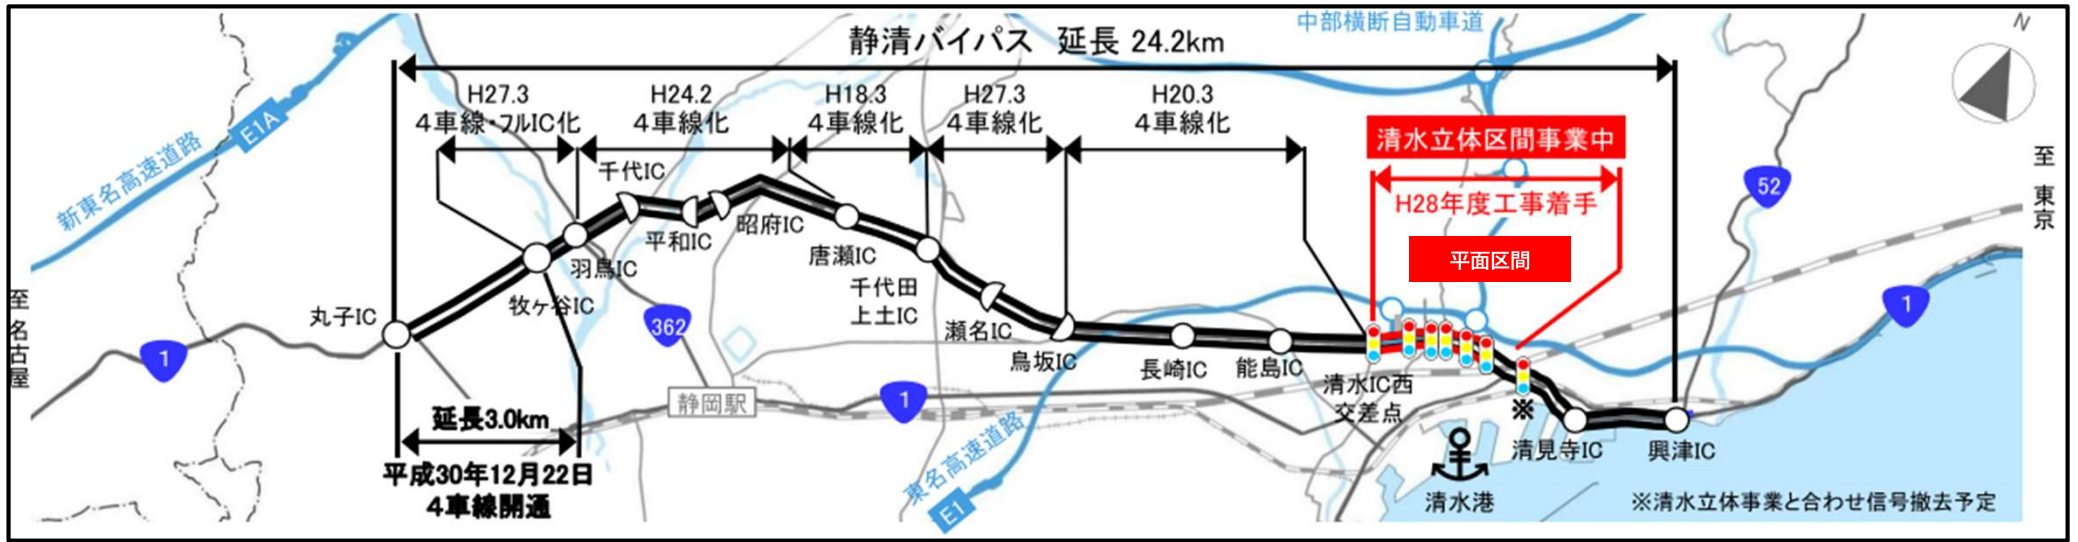 中部横断自動車道
静清バイパス 延長 24.2km
N
H27.3
4車線・フルIC化
H24.2
4車線化
H18.3
4車線化
H27.3
4車線化
H20.3
4車線化
清水立体区間事業中
H28年度工事着手
平面区間
E1A
新東名高速道路
至 東京
至 名古屋
52
1
1
1
362
千代IC
平和IC
昭府IC
唐瀬IC
千代田
上土IC
羽鳥IC
牧ヶ谷IC
丸子IC
瀬名IC
鳥坂IC
長崎IC
能島IC
清水IC西
交差点
※
清見寺IC
興津IC
静岡駅
延長3.0km
平成30年12月22日
4車線開通
東名高速道路
E1
清水港
※清水立体事業と合わせ信号撤去予定